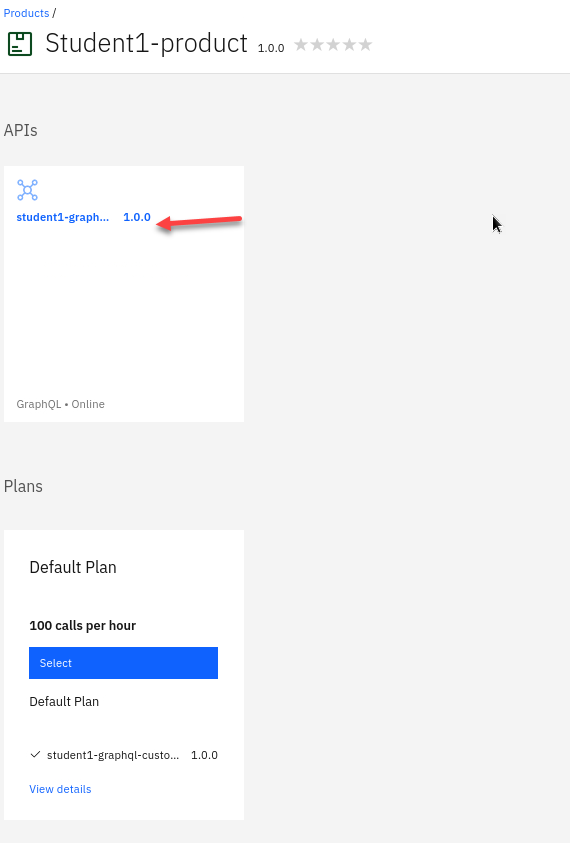 Products /
Student1-product 1.0.0
APIs
student1-graph... 1.0.0
GraphQL • Online
Plans
Default Plan
100 calls per hour
Select
Default Plan
student1-graphql-custo... 1.0.0
View details